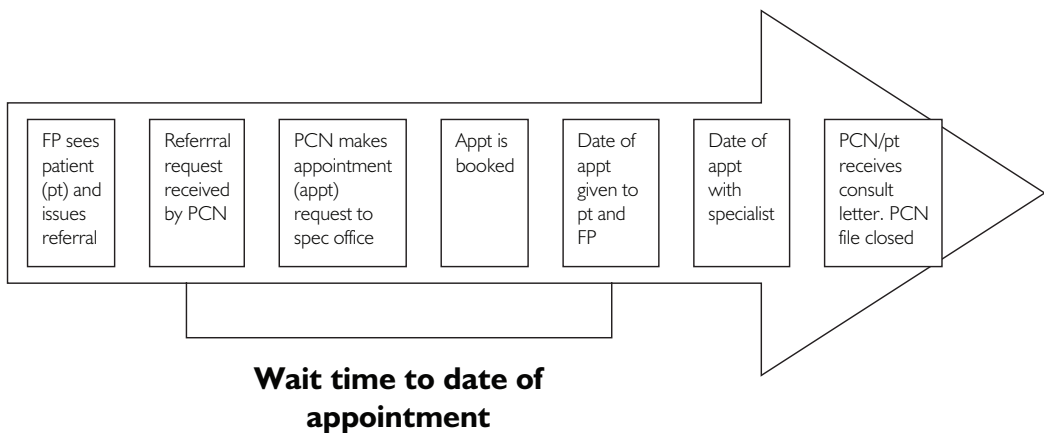 FP sees
patient
(pt) and
issues
referral
Referrral
request
received
by PCN
PCN makes
appointment
(appt)
request to
spec office
Appt is
booked
Date of
appt
given to
pt and
FP
Date of
appt
with
specialist
PCN/pt
receives
consult
letter. PCN
file closed
Wait time to date of
appointment